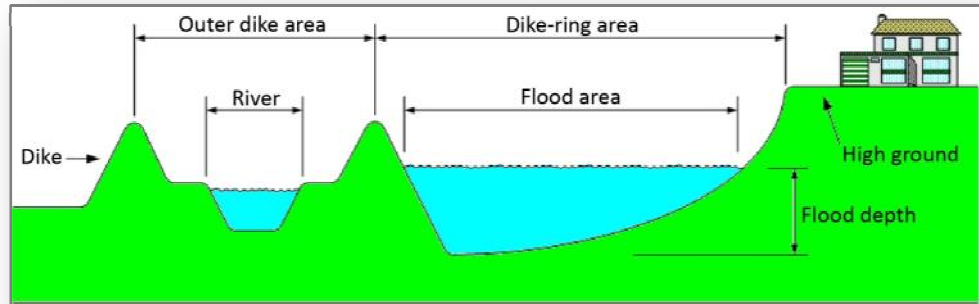 Outer dike area
Dike-ring area
River
Flood area
Dike
High ground
Flood depth